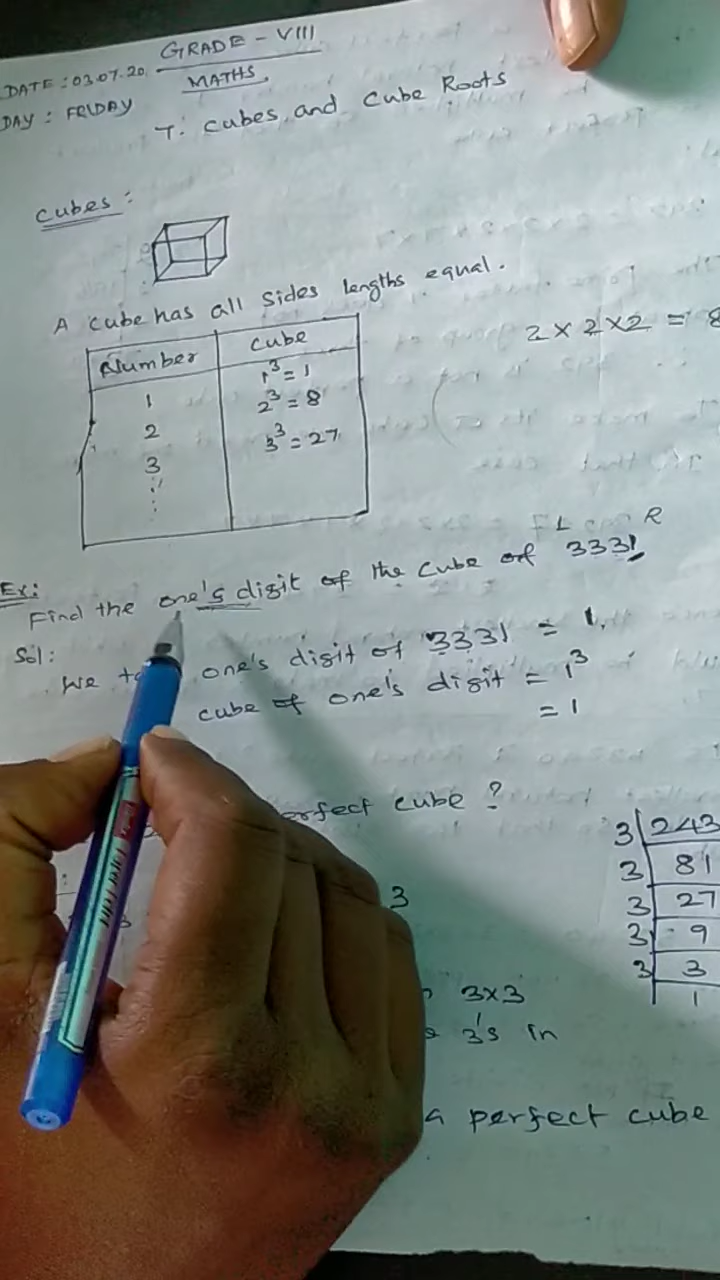 GRADE - VIII
DATE : 03.07.20.
MATHS.
DAY : FRIDAY
T: Cubes and Cube Roots
Cubes :
A cube has all sides lengths equal.
2 x 2 x 2 = 8
Number cube
1 1³ = 1
2 2³ = 8
3 3³ = 27
L R
Ex:
Find the one's digit of the cube of 3331
Sol:
We one's digit of 3331 = 1.
cube of one's digit = 1³
= 1
perfect cube ?
3 243
3 81
3 27
3 9
3 3
1
3
3x3
3's in
a perfect cube